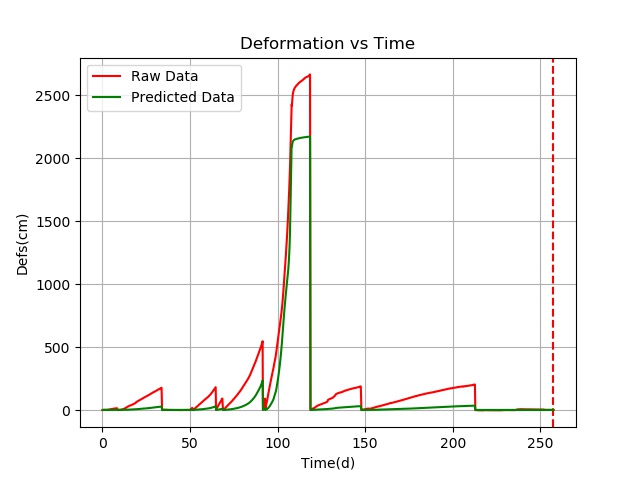 Deformation vs Time
Raw Data
Predicted Data
2500
2000
1500
1000
500
0
Defs(cm)
0 50 100 150 200 250
Time(d)